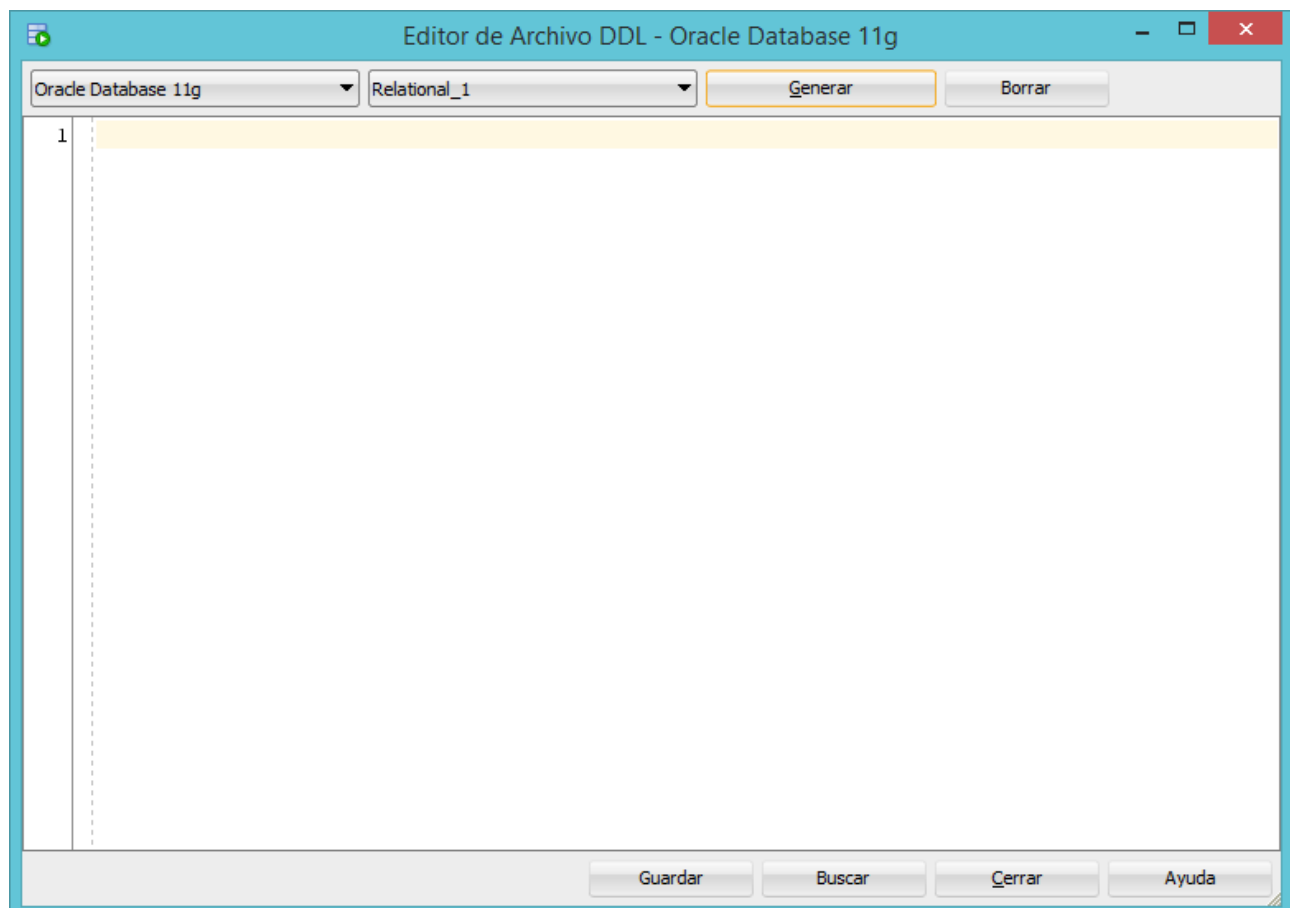 Editor de Archivo DDL - Oracle Database 11g
Oracle Database 11g Relational_1 Generar Borrar
1
Guardar Buscar Cerrar Ayuda